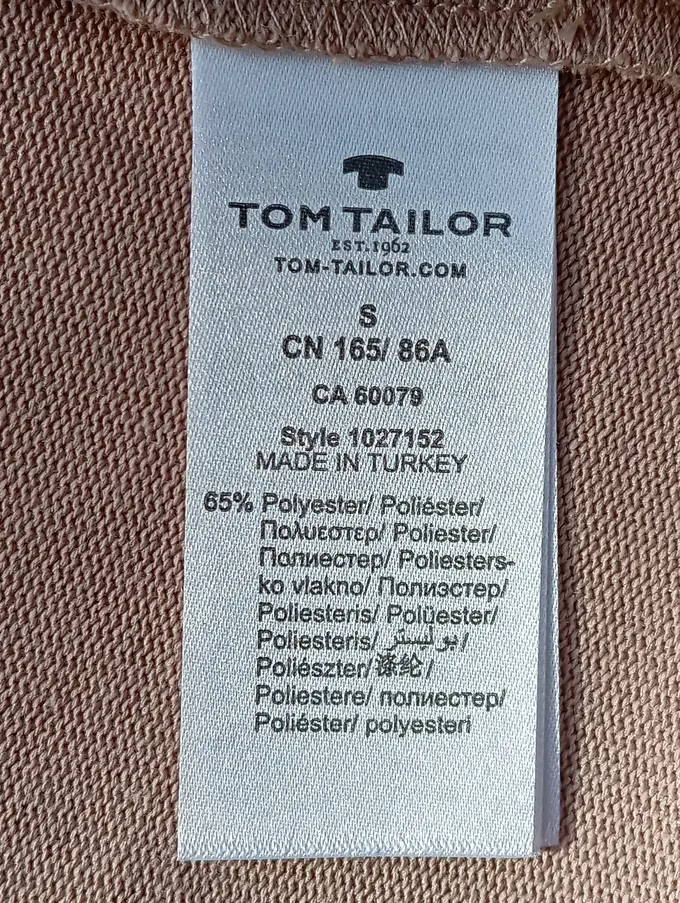 TOM TAILOR
EST. 1962
TOM-TAILOR.COM
S
CN 165/ 86A
CA 60079
Style 1027152
MADE IN TURKEY
65% Polyester/ Poliéster/
Πολυεστερ/ Poliester/
Полиестер/ Poliesters-
ko vlakno/ Полиэстер/
Poliesteris/ Polüester/
Poliesteris/ بوليستر/
Poliészter/涤纶/
Poliestere/ полиестер/
Poliéster/ polyesteri